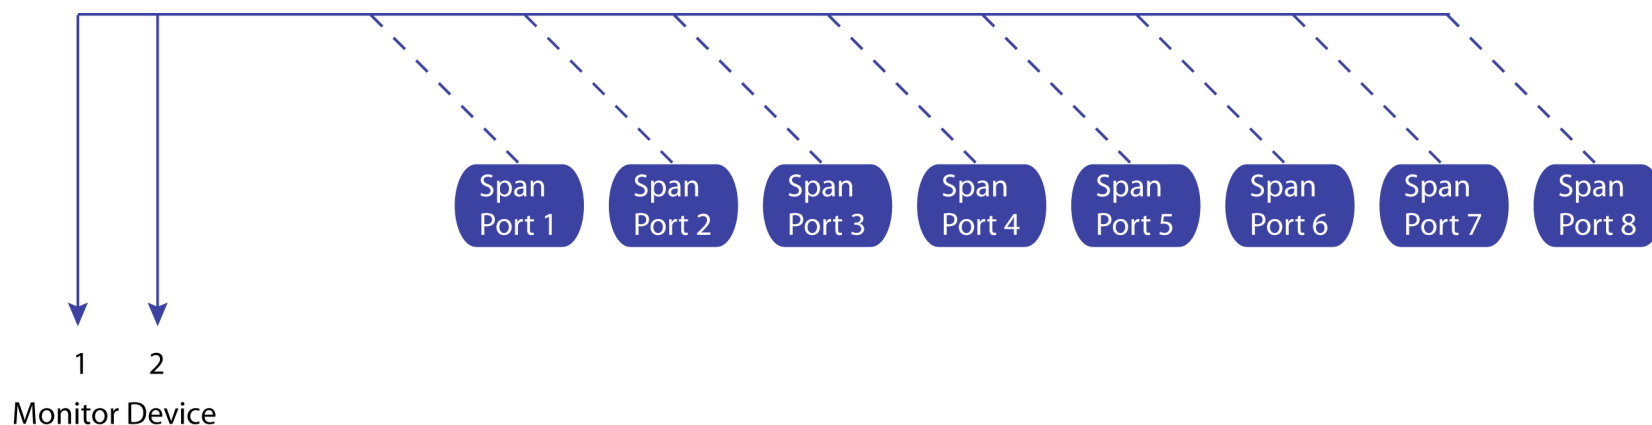 Span
Port 1
Span
Port 2
Span
Port 3
Span
Port 4
Span
Port 5
Span
Port 6
Span
Port 7
Span
Port 8
1 2
Monitor Device